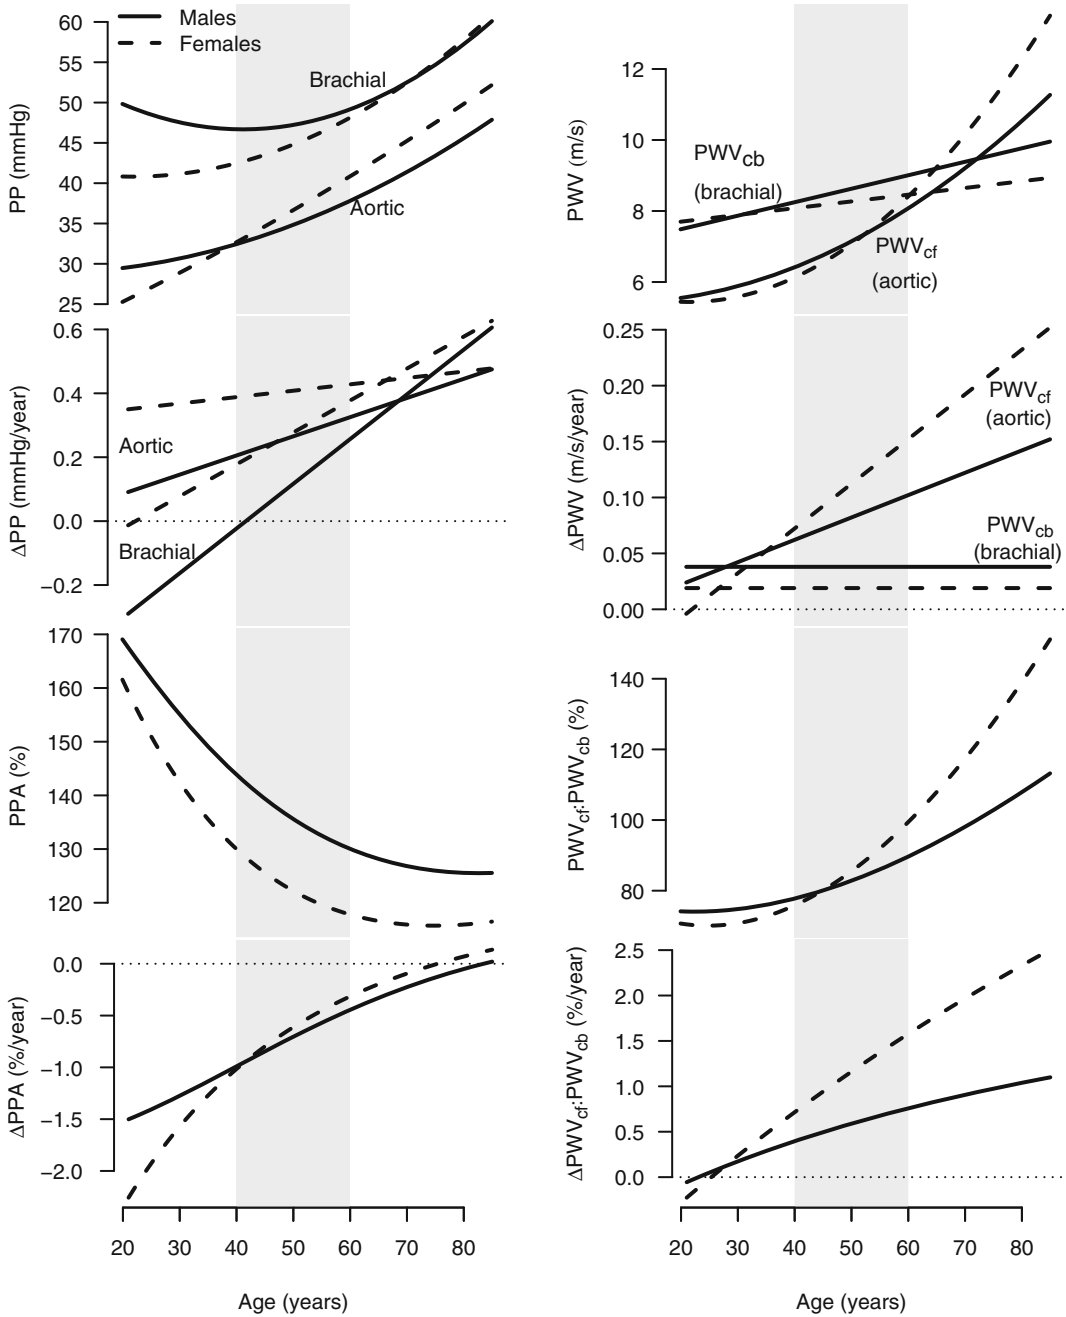 Males
Females
PP (mmHg)
60
55
50
45
40
35
30
25
Brachial
Aortic
PWV (m/s)
12
10
8
6
PWVcb
(brachial)
PWVcf
(aortic)
ΔPP (mmHg/year)
0.6
0.4
0.2
0.0
−0.2
Aortic
Brachial
ΔPWV (m/s/year)
0.25
0.20
0.15
0.10
0.05
0.00
PWVcf
(aortic)
PWVcb
(brachial)
PPA (%)
170
160
150
140
130
120
PWVcf:PWVcb (%)
140
120
100
80
ΔPPA (%/year)
0.0
−0.5
−1.0
−1.5
−2.0
20 30 40 50 60 70 80
Age (years)
ΔPWVcf:PWVcb (%/year)
2.5
2.0
1.5
1.0
0.5
0.0
20 30 40 50 60 70 80
Age (years)